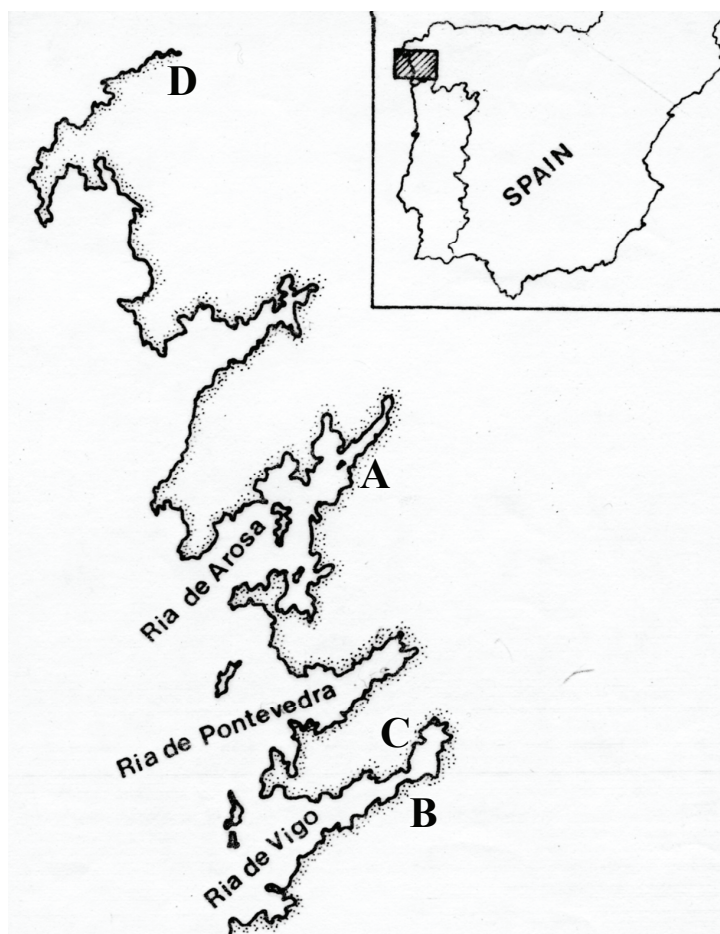 D
SPAIN
A
Ria de Arosa
Ria de Pontevedra
C
B
Ria de Vigo